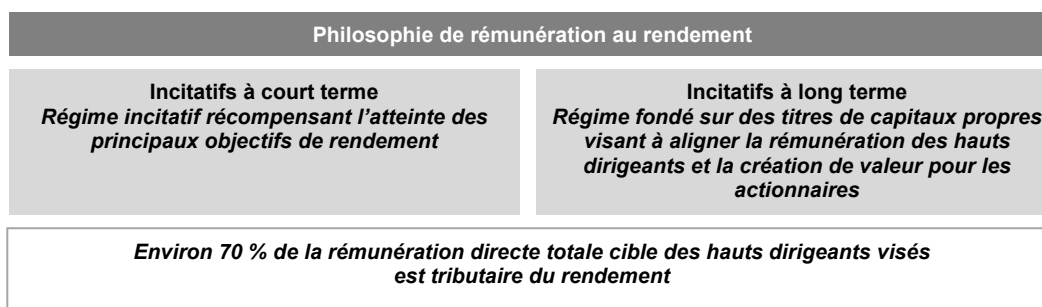 Philosophie de rémunération au rendement
Incitatifs à court terme
Régime incitatif récompensant l'atteinte des
principaux objectifs de rendement
Incitatifs à long terme
Régime fondé sur des titres de capitaux propres
visant à aligner la rémunération des hauts
dirigeants et la création de valeur pour les
actionnaires
Environ 70 % de la rémunération directe totale cible des hauts dirigeants visés
est tributaire du rendement